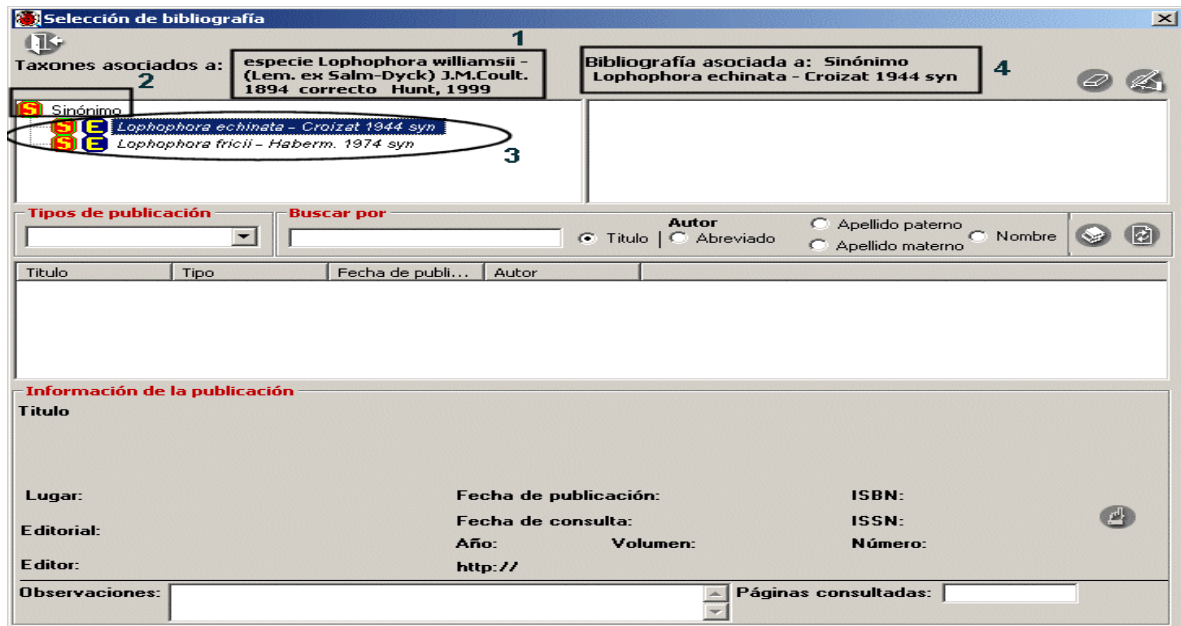 Selección de bibliografía
1
Taxones asociados a:
especie Lophophora williamsii -
(Lem. ex Salm-Dyck) J.M.Coult.
1894 correcto Hunt, 1999
Bibliografía asociada a: Sinónimo
Lophophora echinata - Croizat 1944 syn
4
2
S Sinónimo
S E Lophophora echinata - Croizat 1944 syn
S E Lophophora fricii - Haberm. 1974 syn
3
Tipos de publicación
Buscar por
Titulo | Autor
Abreviado
Apellido paterno
Apellido materno
Nombre
Titulo Tipo Fecha de publi... Autor
Información de la publicación
Titulo
Lugar: Fecha de publicación: ISBN:
Editorial: Fecha de consulta: ISSN:
Año: Volumen: Número:
Editor: http://
Observaciones: Páginas consultadas: